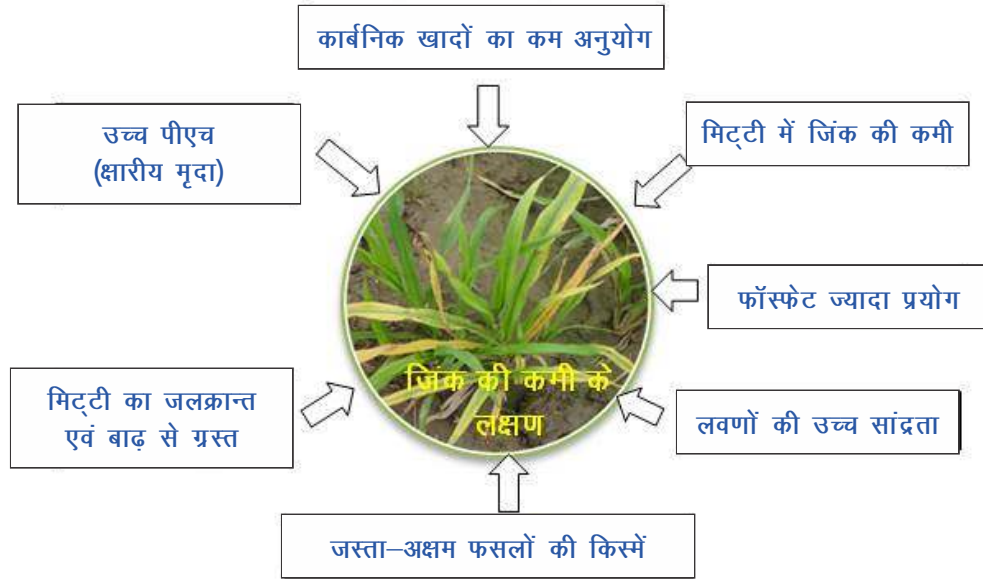 कार्बनिक खादों का कम अनुयोग
उच्च पीएच
(क्षारीय मृदा)
मिट्टी में जिंक की कमी
फॉस्फेट ज्यादा प्रयोग
जिंक की कमी के
लक्षण
मिट्टी का जलक्रान्त
एवं बाढ़ से ग्रस्त
लवणों की उच्च सांद्रता
जस्ता–अक्षम फसलों की किस्में